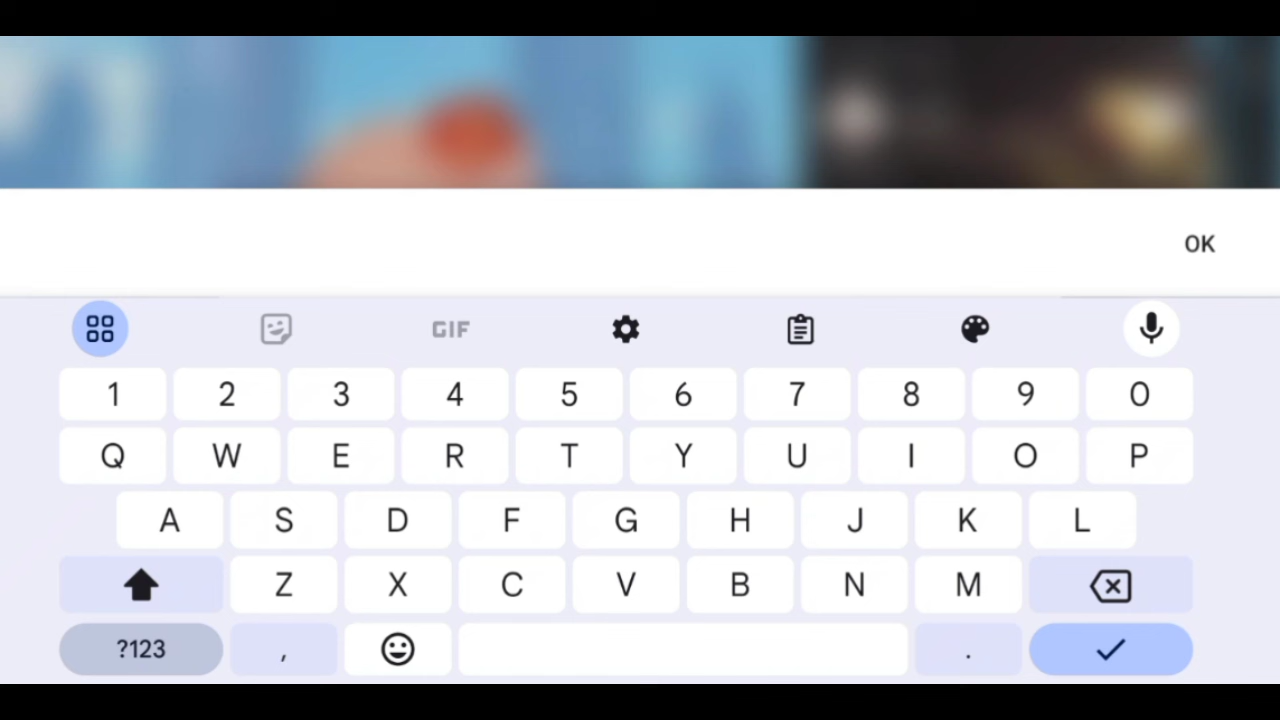 OK
GIF
1 2 3 4 5 6 7 8 9 0
Q W E R T Y U I O P
A S D F G H J K L
Z X C V B N M
?123 , .